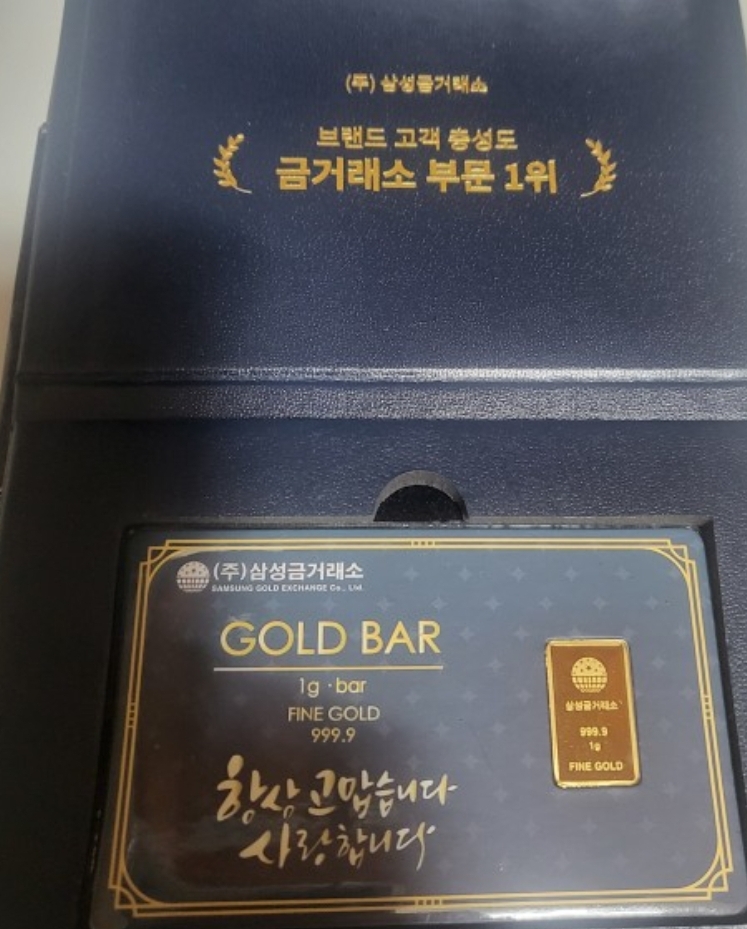 (주) 삼성금거래소
브랜드 고객 충성도
금거래소 부문 1위
(주)삼성금거래소
SAMSUNG GOLD EXCHANGE Co., Ltd.
GOLD BAR
1g · bar
FINE GOLD
999.9
항상 고맙습니다
사랑합니다
삼성금거래소
999.9
1g
FINE GOLD